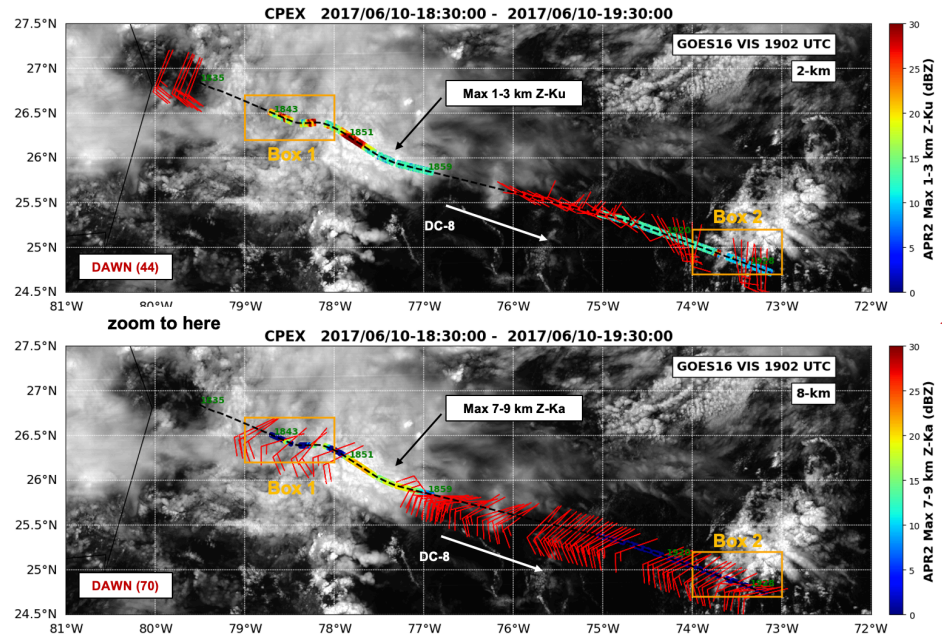 CPEX 2017/06/10-18:30:00 - 2017/06/10-19:30:00
27.5°N
27°N
26.5°N
26°N
25.5°N
25°N
24.5°N
GOES16 VIS 1902 UTC
2-km
1835
1843
1851
1859
Max 1-3 km Z-Ku
Box 1
Box 2
DC-8
DAWN (44)
81°W 80°W 79°W 78°W 77°W 76°W 75°W 74°W 73°W 72°W
30
25
20
15
10
5
0
APR2 Max 1-3 km Z-Ku (dBZ)
zoom to here
CPEX 2017/06/10-18:30:00 - 2017/06/10-19:30:00
27.5°N
27°N
26.5°N
26°N
25.5°N
25°N
24.5°N
GOES16 VIS 1902 UTC
8-km
1835
1843
1851
1859
Max 7-9 km Z-Ka
Box 1
Box 2
DC-8
DAWN (70)
81°W 80°W 79°W 78°W 77°W 76°W 75°W 74°W 73°W 72°W
30
25
20
15
10
5
0
APR2 Max 7-9 km Z-Ka (dBZ)